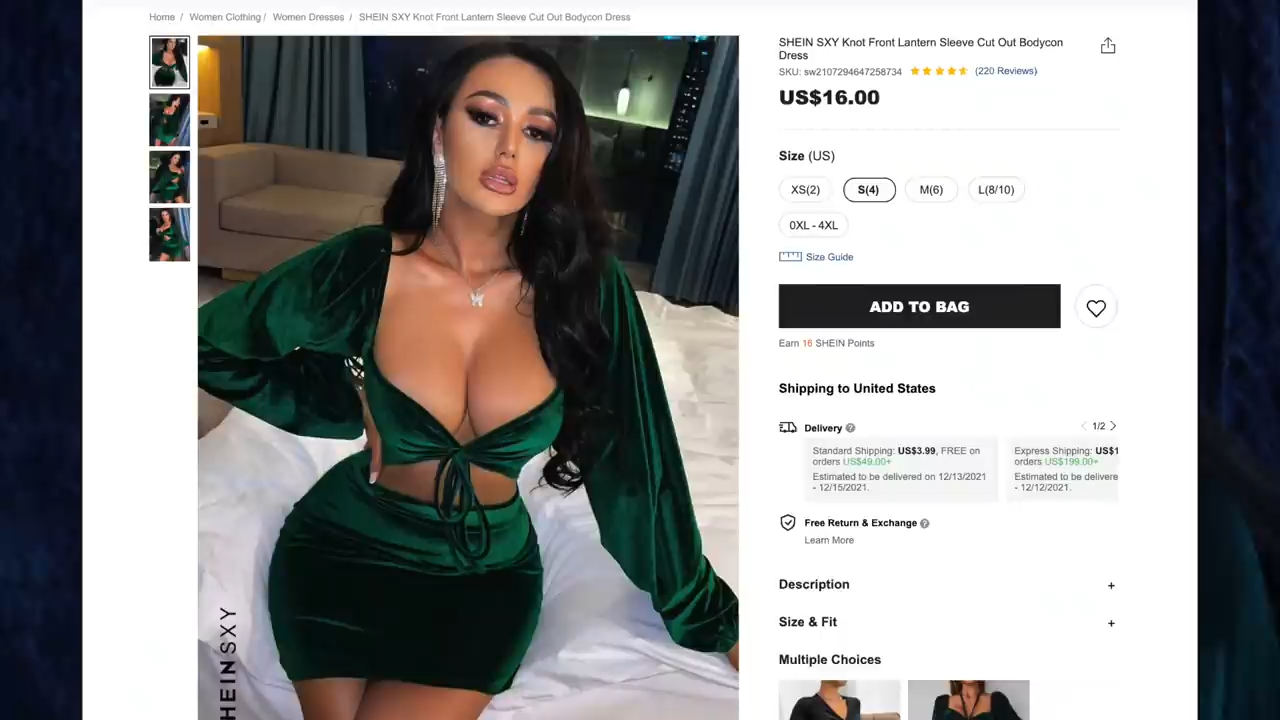 Home / Women Clothing / Women Dresses / SHEIN SXY Knot Front Lantern Sleeve Cut Out Bodycon Dress
SHEIN SXY Knot Front Lantern Sleeve Cut Out Bodycon
Dress
SKU: sw2107294647258734 (220 Reviews)
US$16.00
Size (US)
XS(2) S(4) M(6) L(8/10)
0XL - 4XL
Size Guide
ADD TO BAG
Earn 16 SHEIN Points
Shipping to United States
Delivery ? 1/2
Standard Shipping: US$3.99, FREE on
orders US$49.00+
Estimated to be delivered on 12/13/2021
- 12/15/2021.
Express Shipping: US$1
orders US$199.00+
Estimated to be delivere
- 12/12/2021.
Free Return & Exchange ?
Learn More
Description +
Size & Fit +
Multiple Choices
HEIN SXY